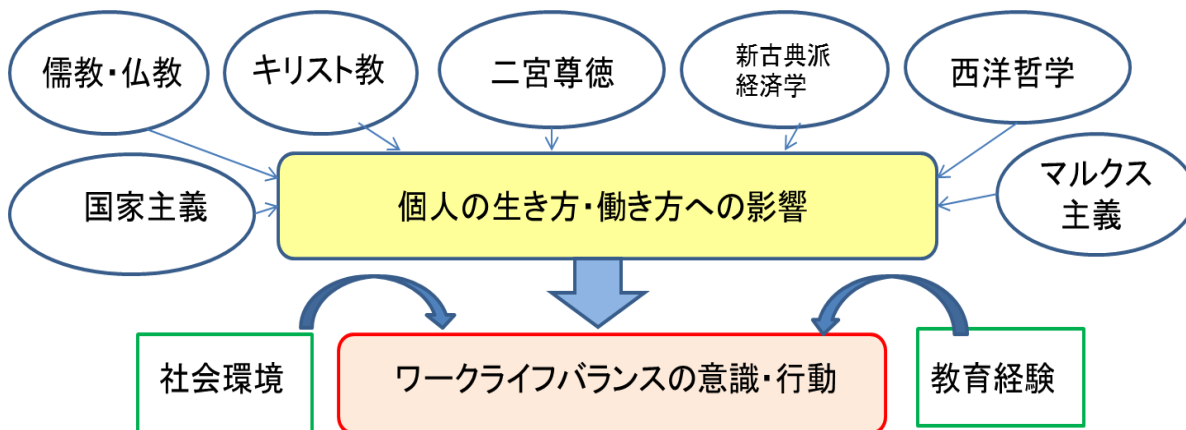 儒教・仏教
キリスト教
二宮尊徳
新古典派
経済学
西洋哲学
国家主義
個人の生き方・働き方への影響
マルクス
主義
社会環境
ワークライフバランスの意識・行動
教育経験